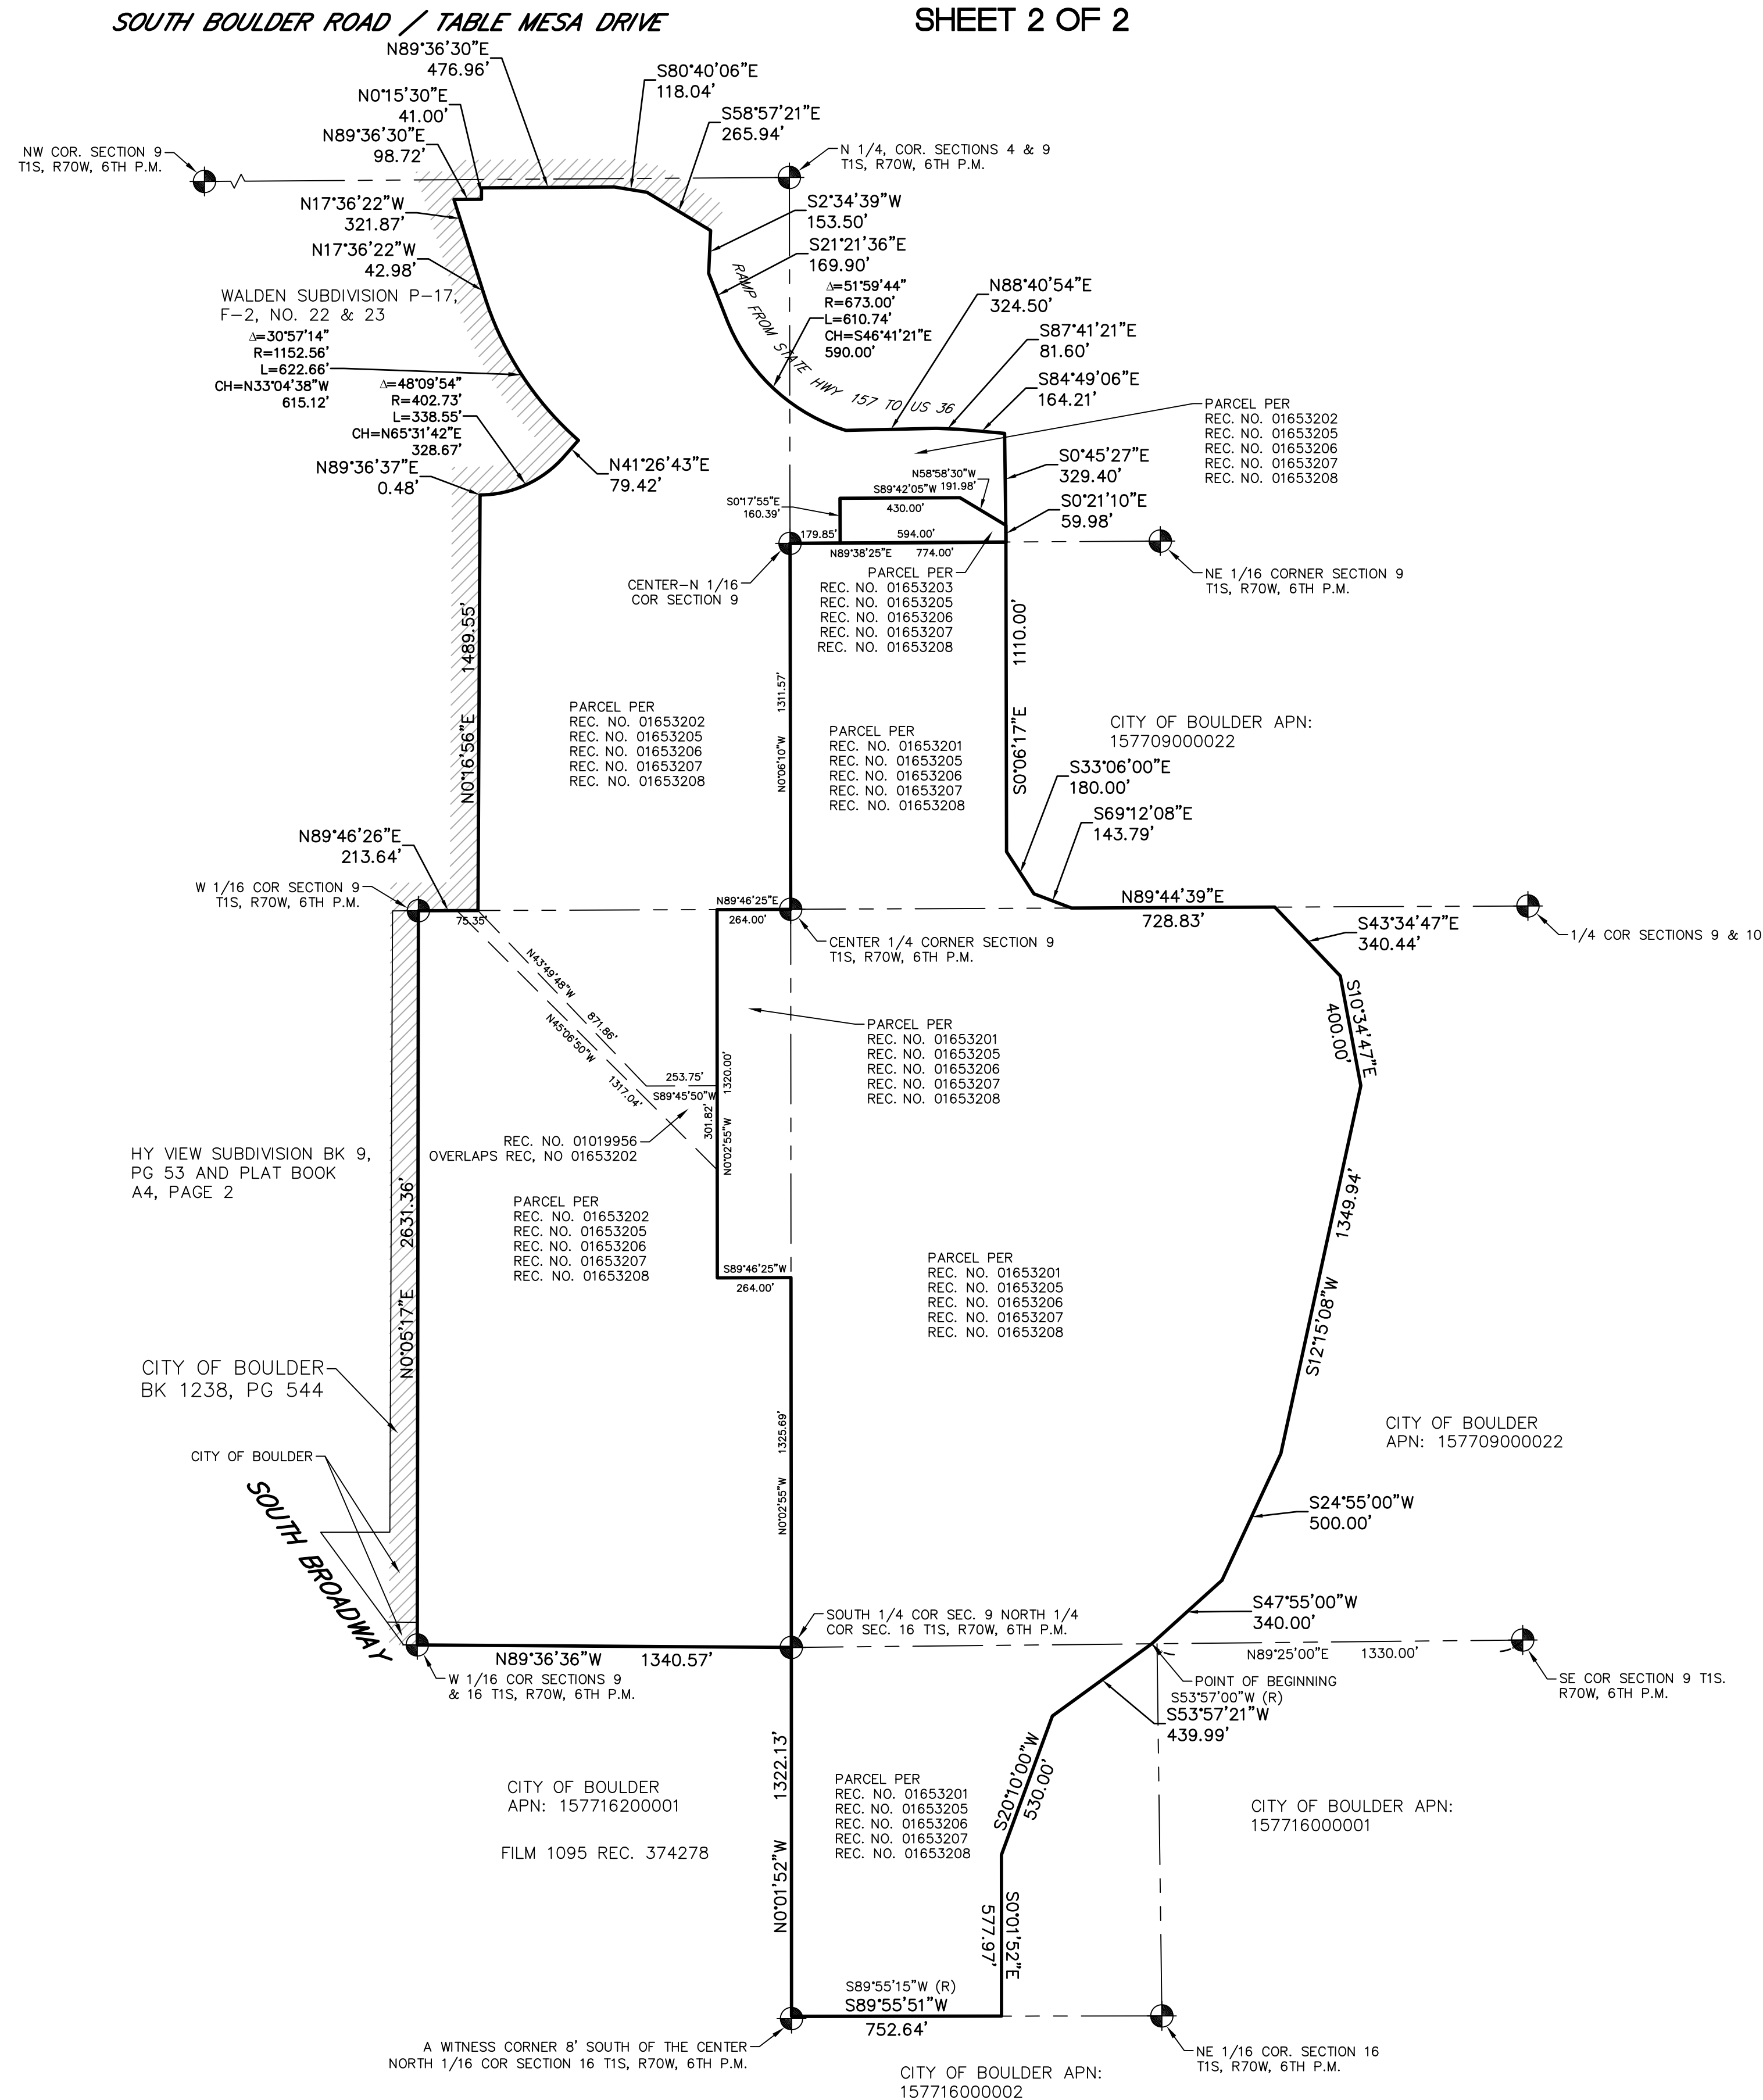 SOUTH BOULDER ROAD / TABLE MESA DRIVE
SHEET 2 OF 2
N89°36'30"E
476.96'
S80°40'06"E
118.04'
N0°15'30"E
41.00'
S58°57'21"E
265.94'
N89°36'30"E
98.72'
NW COR. SECTION 9
T1S, R70W, 6TH P.M.
N 1/4, COR. SECTIONS 4 & 9
T1S, R70W, 6TH P.M.
N17°36'22"W
321.87'
S2°34'39"W
153.50'
N17°36'22"W
42.98'
S21°21'36"E
169.90'
RAMP FROM STATE HWY 157 TO US 36
Δ=51°59'44"
R=673.00'
L=610.74'
CH=S46°41'21"E
590.00'
N88°40'54"E
324.50'
S87°41'21"E
81.60'
S84°49'06"E
164.21'
WALDEN SUBDIVISION P-17,
F-2, NO. 22 & 23
Δ=30°57'14"
R=1152.56'
L=622.66'
CH=N33°04'38"W
615.12'
Δ=48°09'54"
R=402.73'
L=338.55'
CH=N65°31'42"E
328.67'
PARCEL PER
REC. NO. 01653202
REC. NO. 01653205
REC. NO. 01653206
REC. NO. 01653207
REC. NO. 01653208
N89°36'37"E
0.48'
N41°26'43"E
79.42'
N58°58'30"W
191.98'
S0°45'27"E
329.40'
S0°17'55"E
160.39'
S89°42'05"W
430.00'
S0°21'10"E
59.98'
179.85'
594.00'
N89°38'25"E
774.00'
CENTER-N 1/16
COR SECTION 9
PARCEL PER
REC. NO. 01653203
REC. NO. 01653205
REC. NO. 01653206
REC. NO. 01653207
REC. NO. 01653208
NE 1/16 CORNER SECTION 9
T1S, R70W, 6TH P.M.
N0°16'56"E
1489.55'
PARCEL PER
REC. NO. 01653202
REC. NO. 01653205
REC. NO. 01653206
REC. NO. 01653207
REC. NO. 01653208
N0°06'10"W
1311.57'
PARCEL PER
REC. NO. 01653201
REC. NO. 01653205
REC. NO. 01653206
REC. NO. 01653207
REC. NO. 01653208
S0°06'17"E
1110.00'
CITY OF BOULDER APN:
157709000022
S33°06'00"E
180.00'
S69°12'08"E
143.79'
N89°46'26"E
213.64'
W 1/16 COR SECTION 9
T1S, R70W, 6TH P.M.
75.35'
N89°46'25"E
264.00'
CENTER 1/4 CORNER SECTION 9
T1S, R70W, 6TH P.M.
N89°44'39"E
728.83'
S43°34'47"E
340.44'
1/4 COR SECTIONS 9 & 10
N43°49'48"W
871.86'
N45°06'50"W
1317.04'
253.75'
S89°45'50"W
301.82'
1320.00'
N0°02'55"W
REC. NO. 01019956
OVERLAPS REC, NO 01653202
PARCEL PER
REC. NO. 01653201
REC. NO. 01653205
REC. NO. 01653206
REC. NO. 01653207
REC. NO. 01653208
S10°34'47"E
400.00'
HY VIEW SUBDIVISION BK 9,
PG 53 AND PLAT BOOK
A4, PAGE 2
N0°05'17"E
2631.36'
PARCEL PER
REC. NO. 01653202
REC. NO. 01653205
REC. NO. 01653206
REC. NO. 01653207
REC. NO. 01653208
S89°46'25"W
264.00'
PARCEL PER
REC. NO. 01653201
REC. NO. 01653205
REC. NO. 01653206
REC. NO. 01653207
REC. NO. 01653208
S12°15'08"W
1349.94'
CITY OF BOULDER
BK 1238, PG 544
CITY OF BOULDER
SOUTH BROADWAY
N0°02'55"W
1325.69'
CITY OF BOULDER
APN: 157709000022
S24°55'00"W
500.00'
S47°55'00"W
340.00'
SOUTH 1/4 COR SEC. 9 NORTH 1/4
COR SEC. 16 T1S, R70W, 6TH P.M.
N89°36'36"W
1340.57'
W 1/16 COR SECTIONS 9
& 16 T1S, R70W, 6TH P.M.
N89°25'00"E
1330.00'
SE COR SECTION 9 T1S.
R70W, 6TH P.M.
POINT OF BEGINNING
S53°57'00"W (R)
S53°57'21"W
439.99'
CITY OF BOULDER
APN: 157716200001
FILM 1095 REC. 374278
N0°01'52"W
1322.13'
PARCEL PER
REC. NO. 01653201
REC. NO. 01653205
REC. NO. 01653206
REC. NO. 01653207
REC. NO. 01653208
S20°10'00"W
530.00'
CITY OF BOULDER APN:
157716000001
S0°01'52"E
577.97'
S89°55'15"W (R)
S89°55'51"W
752.64'
A WITNESS CORNER 8' SOUTH OF THE CENTER
NORTH 1/16 COR SECTION 16 T1S, R70W, 6TH P.M.
NE 1/16 COR. SECTION 16
T1S, R70W, 6TH P.M.
CITY OF BOULDER APN:
157716000002